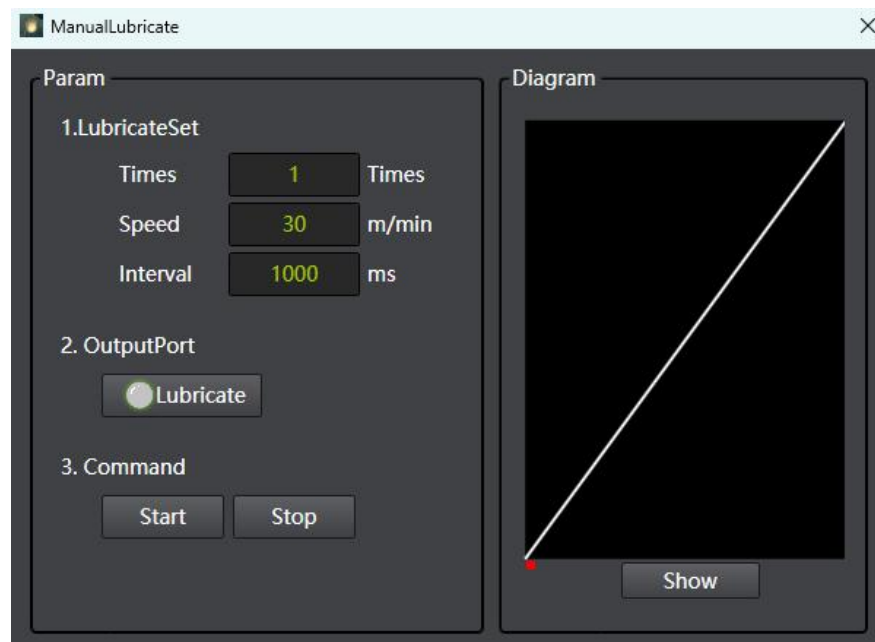 ManualLubricate
Param
1.LubricateSet
Times 1 Times
Speed 30 m/min
Interval 1000 ms
2. OutputPort
Lubricate
3. Command
Start Stop
Diagram
Show